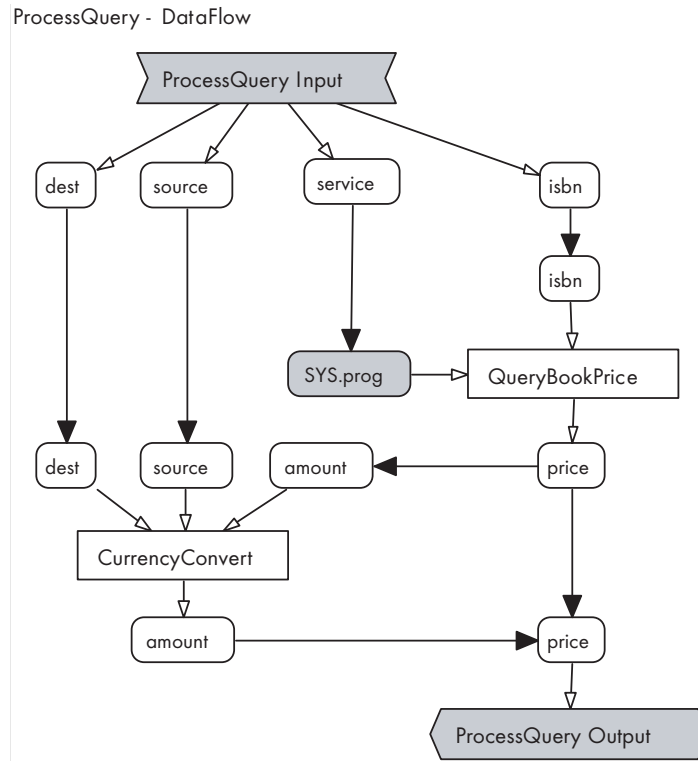 ProcessQuery - DataFlow
ProcessQuery Input
dest
source
service
isbn
isbn
SYS.prog
QueryBookPrice
dest
source
amount
price
CurrencyConvert
amount
price
ProcessQuery Output